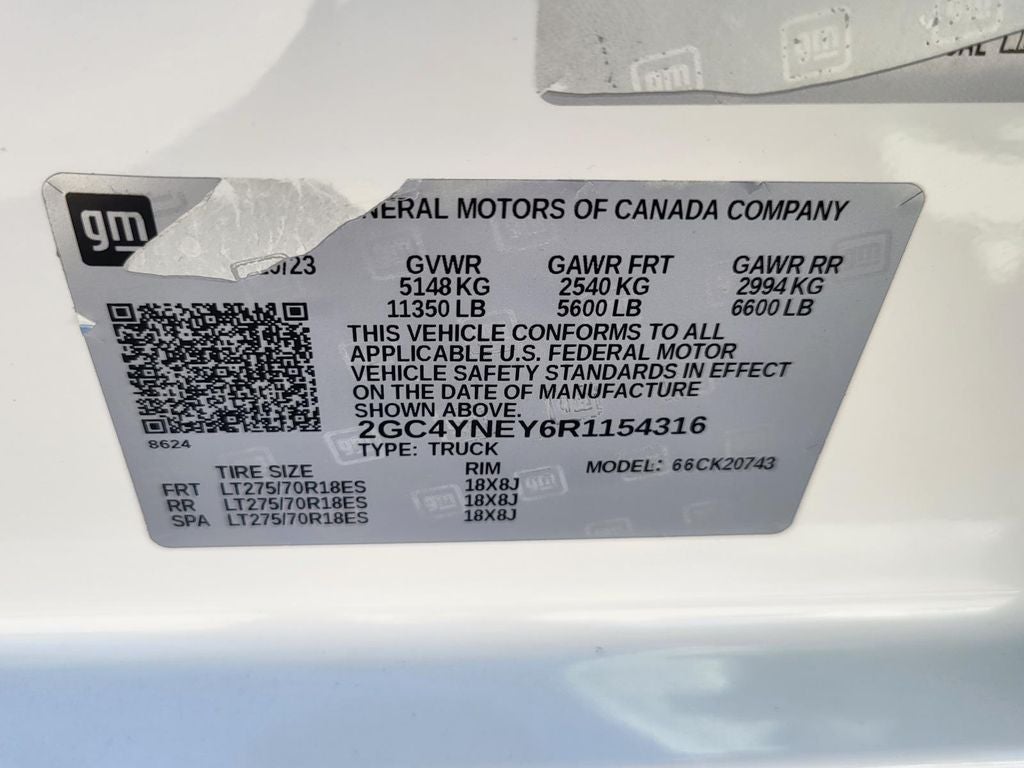 gm
NERAL MOTORS OF CANADA COMPANY
/23
GVWR GAWR FRT GAWR RR
5148 KG 2540 KG 2994 KG
11350 LB 5600 LB 6600 LB
THIS VEHICLE CONFORMS TO ALL
APPLICABLE U.S. FEDERAL MOTOR
VEHICLE SAFETY STANDARDS IN EFFECT
ON THE DATE OF MANUFACTURE
SHOWN ABOVE.
2GC4YNEY6R1154316
8624
TYPE: TRUCK
TIRE SIZE RIM MODEL: 66CK20743
FRT LT275/70R18ES 18X8J
RR LT275/70R18ES 18X8J
SPA LT275/70R18ES 18X8J